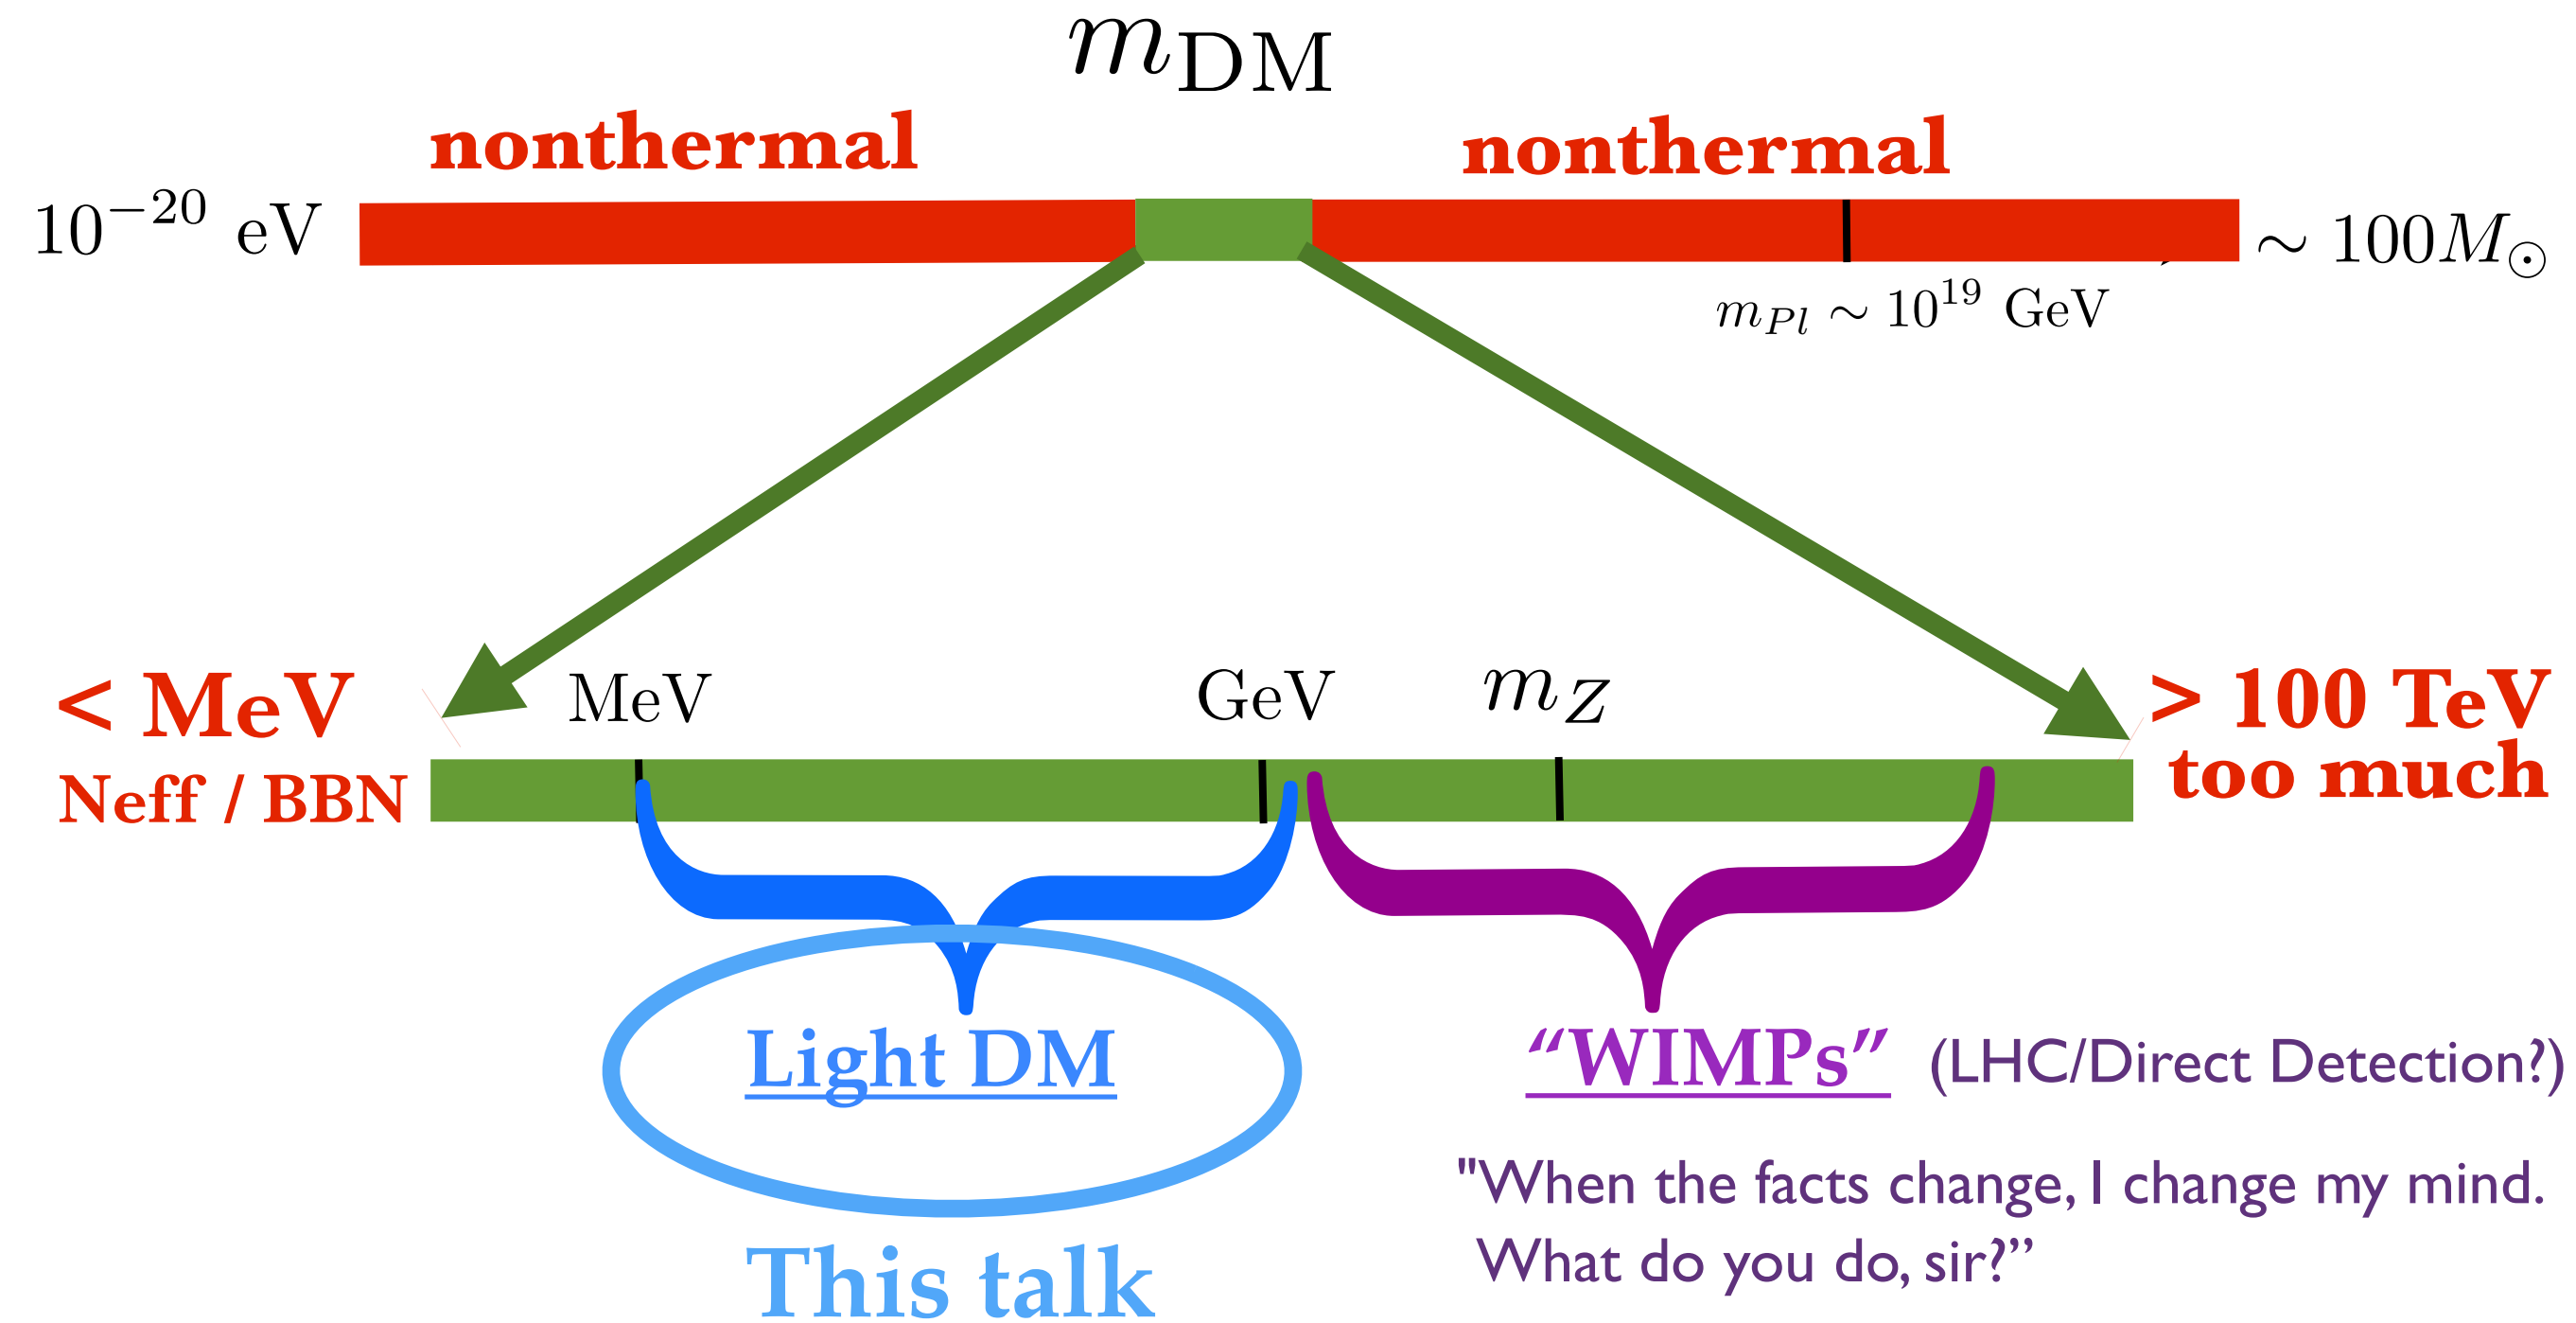 m_DM
nonthermal nonthermal
10^−20 eV ∼ 100M_⊙
m_Pl ∼ 10^19 GeV
< MeV MeV GeV m_Z > 100 TeV
Neff / BBN too much
Light DM “WIMPs” (LHC/Direct Detection?)
"When the facts change, I change my mind.
What do you do, sir?”
This talk